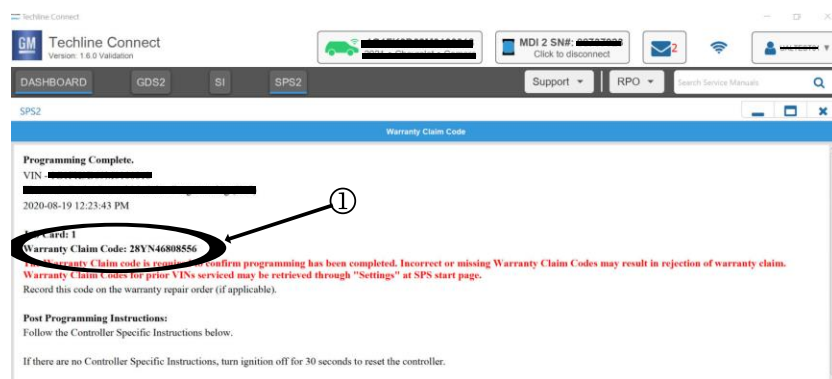 Techline Connect
GM
Techline Connect
Version: 1.6.0 Validation
MDI 2 SN#:
Click to disconnect
2
DASHBOARD GDS2 SI SPS2 Support RPO Search Service Manuals
SPS2
Warranty Claim Code
Programming Complete.
VIN -
2020-08-19 12:23:43 PM
①
Card: 1
Warranty Claim Code: 28YN46808556
Warranty Claim code is required to confirm programming has been completed. Incorrect or missing Warranty Claim Codes may result in rejection of warranty claim.
Warranty Claim Codes for prior VINs serviced may be retrieved through "Settings" at SPS start page.
Record this code on the warranty repair order (if applicable).
Post Programming Instructions:
Follow the Controller Specific Instructions below.
If there are no Controller Specific Instructions, turn ignition off for 30 seconds to reset the controller.